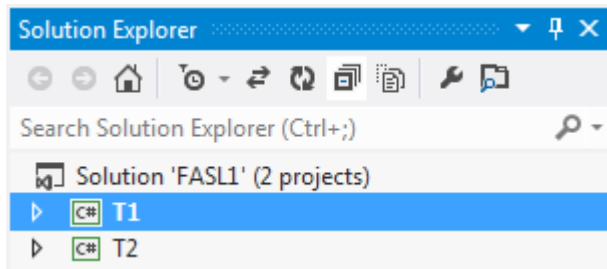 Solution Explorer
Search Solution Explorer (Ctrl+;)
Solution 'FASL1' (2 projects)
C# T1
C# T2